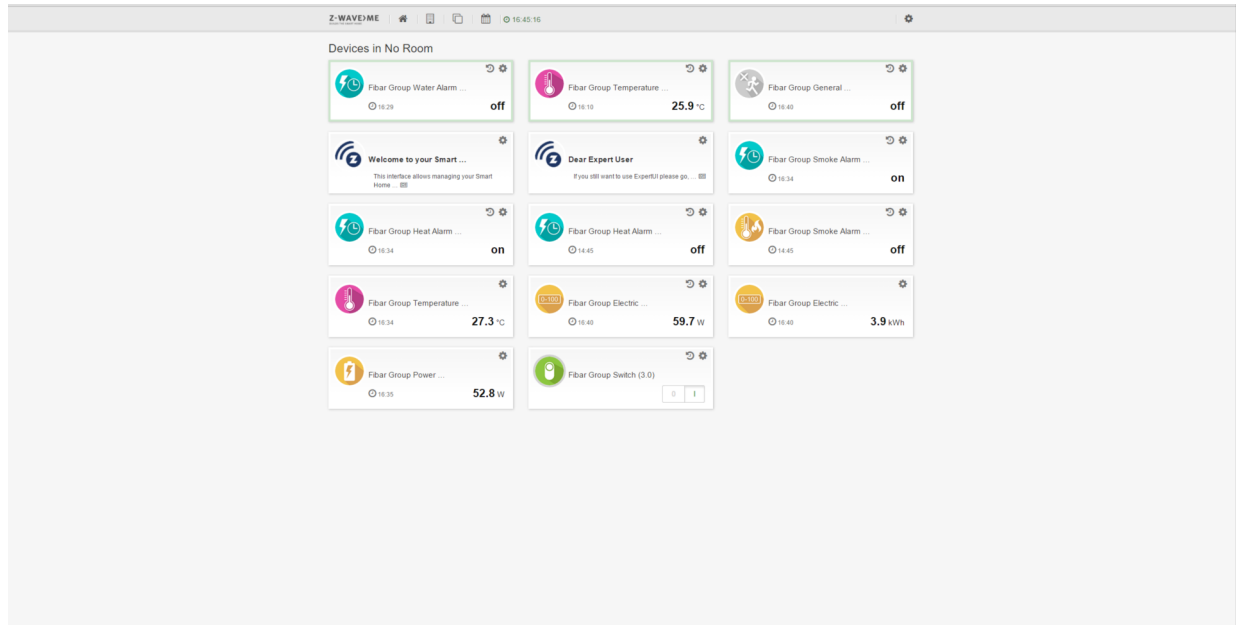 Z-WAVE>ME
16:45:16
Devices in No Room
Fibar Group Water Alarm ...
16:29
off
Fibar Group Temperature ...
16:19
25.9 °C
Fibar Group General ...
16:40
off
Welcome to your Smart ...
This interface allows managing your Smart
Home ...
Dear Expert User
If you still want to use ExpertUI please go, ...
Fibar Group Smoke Alarm ...
16:34
on
Fibar Group Heat Alarm ...
16:34
on
Fibar Group Heat Alarm ...
14:45
off
Fibar Group Smoke Alarm ...
14:45
off
Fibar Group Temperature ...
16:34
27.3 °C
0-100
Fibar Group Electric ...
16:40
59.7 W
0-100
Fibar Group Electric ...
16:40
3.9 kWh
Fibar Group Power ...
16:35
52.8 W
Fibar Group Switch (3.0)
0 I